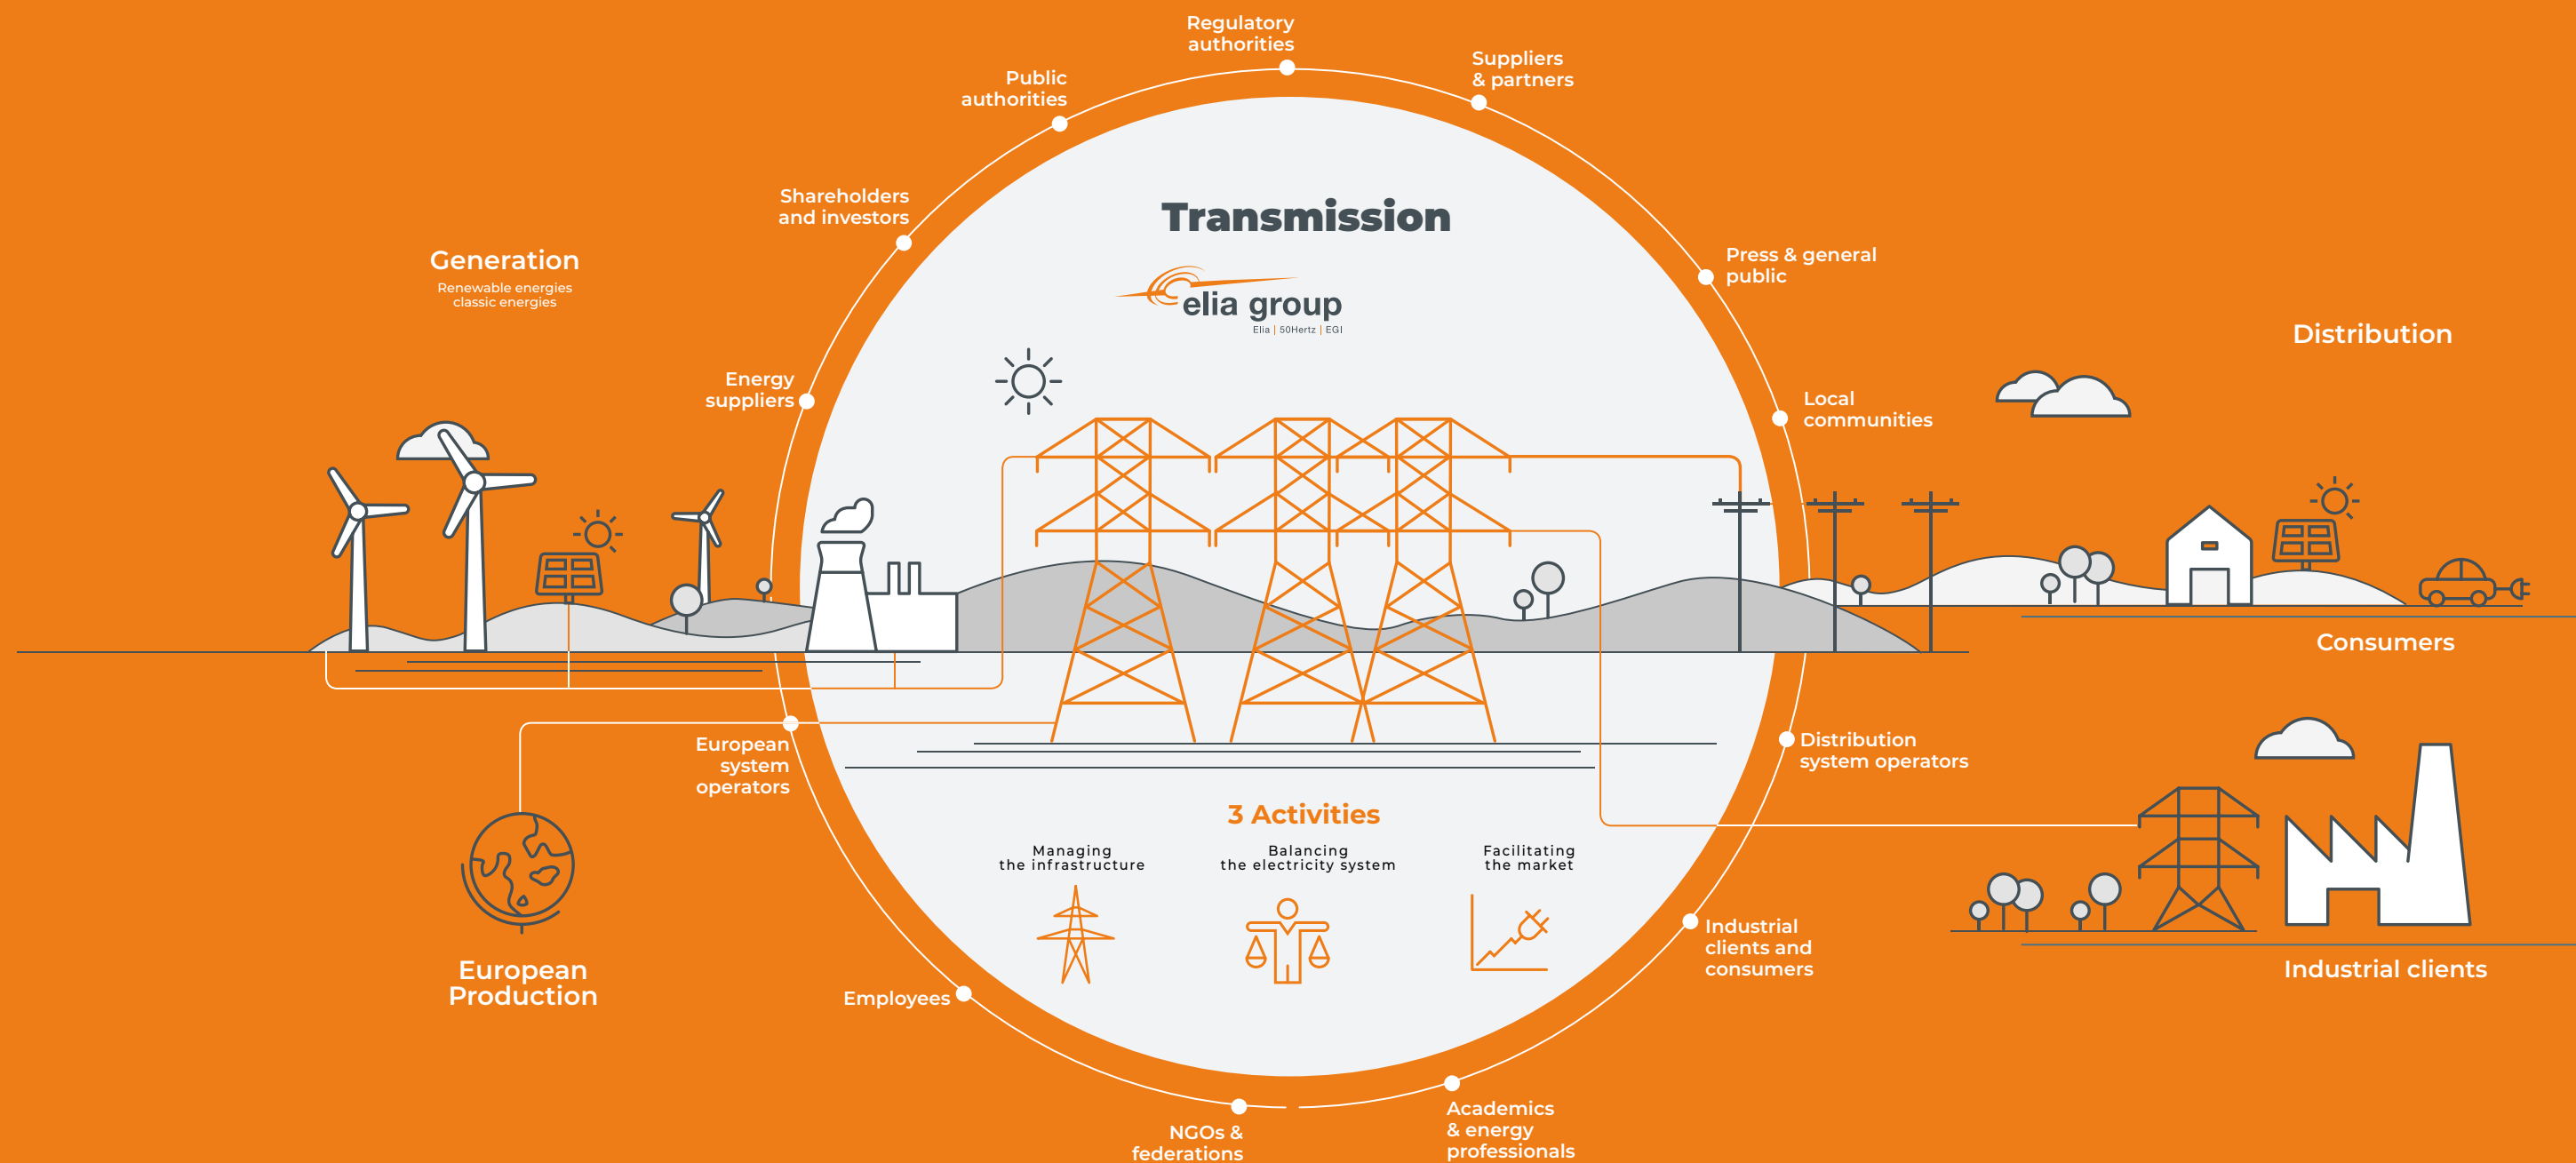 Regulatory
authorities
Suppliers
& partners
Public
authorities
Shareholders
and investors
Transmission
Generation
Renewable energies
classic energies
Press & general
public
elia group
Elia | 50Hertz | EGI
Distribution
Energy
suppliers
Local
communities
Consumers
European
system
operators
Distribution
system operators
3 Activities
Managing
the infrastructure
Balancing
the electricity system
Facilitating
the market
European
Production
Industrial
clients and
consumers
Industrial clients
Employees
NGOs &
federations
Academics
& energy
professionals